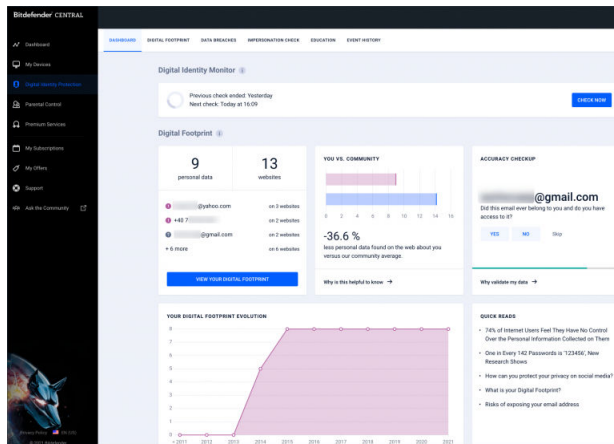 Bitdefender CENTRAL
Dashboard
My Devices
Digital Identity Protection
Parental Control
Premium Services
My Subscriptions
My Offers
Support
Ask the Community
Privacy Policy
DASHBOARD DIGITAL FOOTPRINT DATA BREACHES IMPERSONATION CHECK EDUCATION EVENT HISTORY
Digital Identity Monitor
Previous check ended: Yesterday
Next check: Today at 16:09
CHECK NOW
Digital Footprint
9
personal data
13
websites
@yahoo.com on 3 websites
+40 7 on 2 websites
@gmail.com on 2 websites
+ 6 more on 6 websites
VIEW YOUR DIGITAL FOOTPRINT
YOU VS. COMMUNITY
0 2 4 6 8 10 12 14 16
-36.6 %
less personal data found on the web about you
versus our community average.
Why is this helpful to know →
ACCURACY CHECKUP
@gmail.com
Did this email ever belong to you and do you have
access to it?
YES NO Skip
Why validate my data →
YOUR DIGITAL FOOTPRINT EVOLUTION
8
7
6
5
4
3
2
1
0
< 2011 2012 2013 2014 2015 2016 2017 2018 2019 2020 2021
QUICK READS
• 74% of Internet Users Feel They Have No Control
Over the Personal Information Collected on Them
• One in Every 142 Passwords is '123456', New
Research Shows
• How can you protect your privacy on social media?
• What is your Digital Footprint?
• Risks of exposing your email address